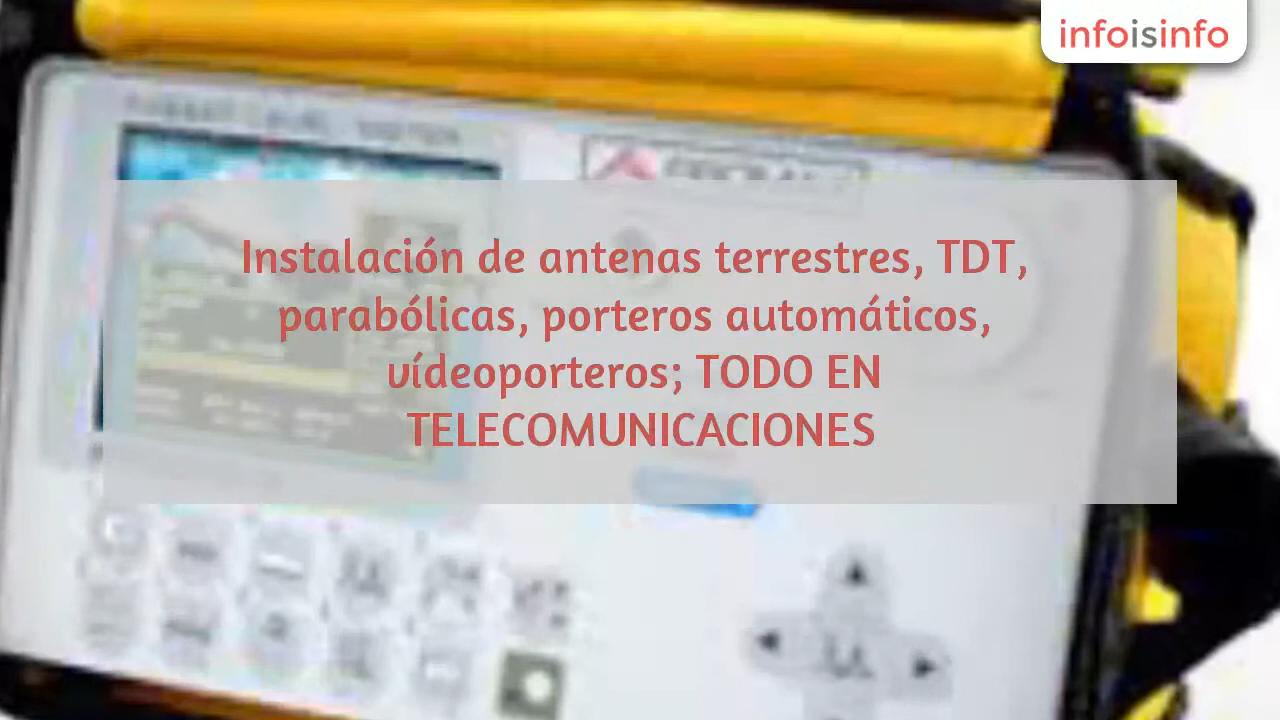 infoisinfo
Instalación de antenas terrestres, TDT,
parabólicas, porteros automáticos,
vídeoporteros; TODO EN
TELECOMUNICACIONES